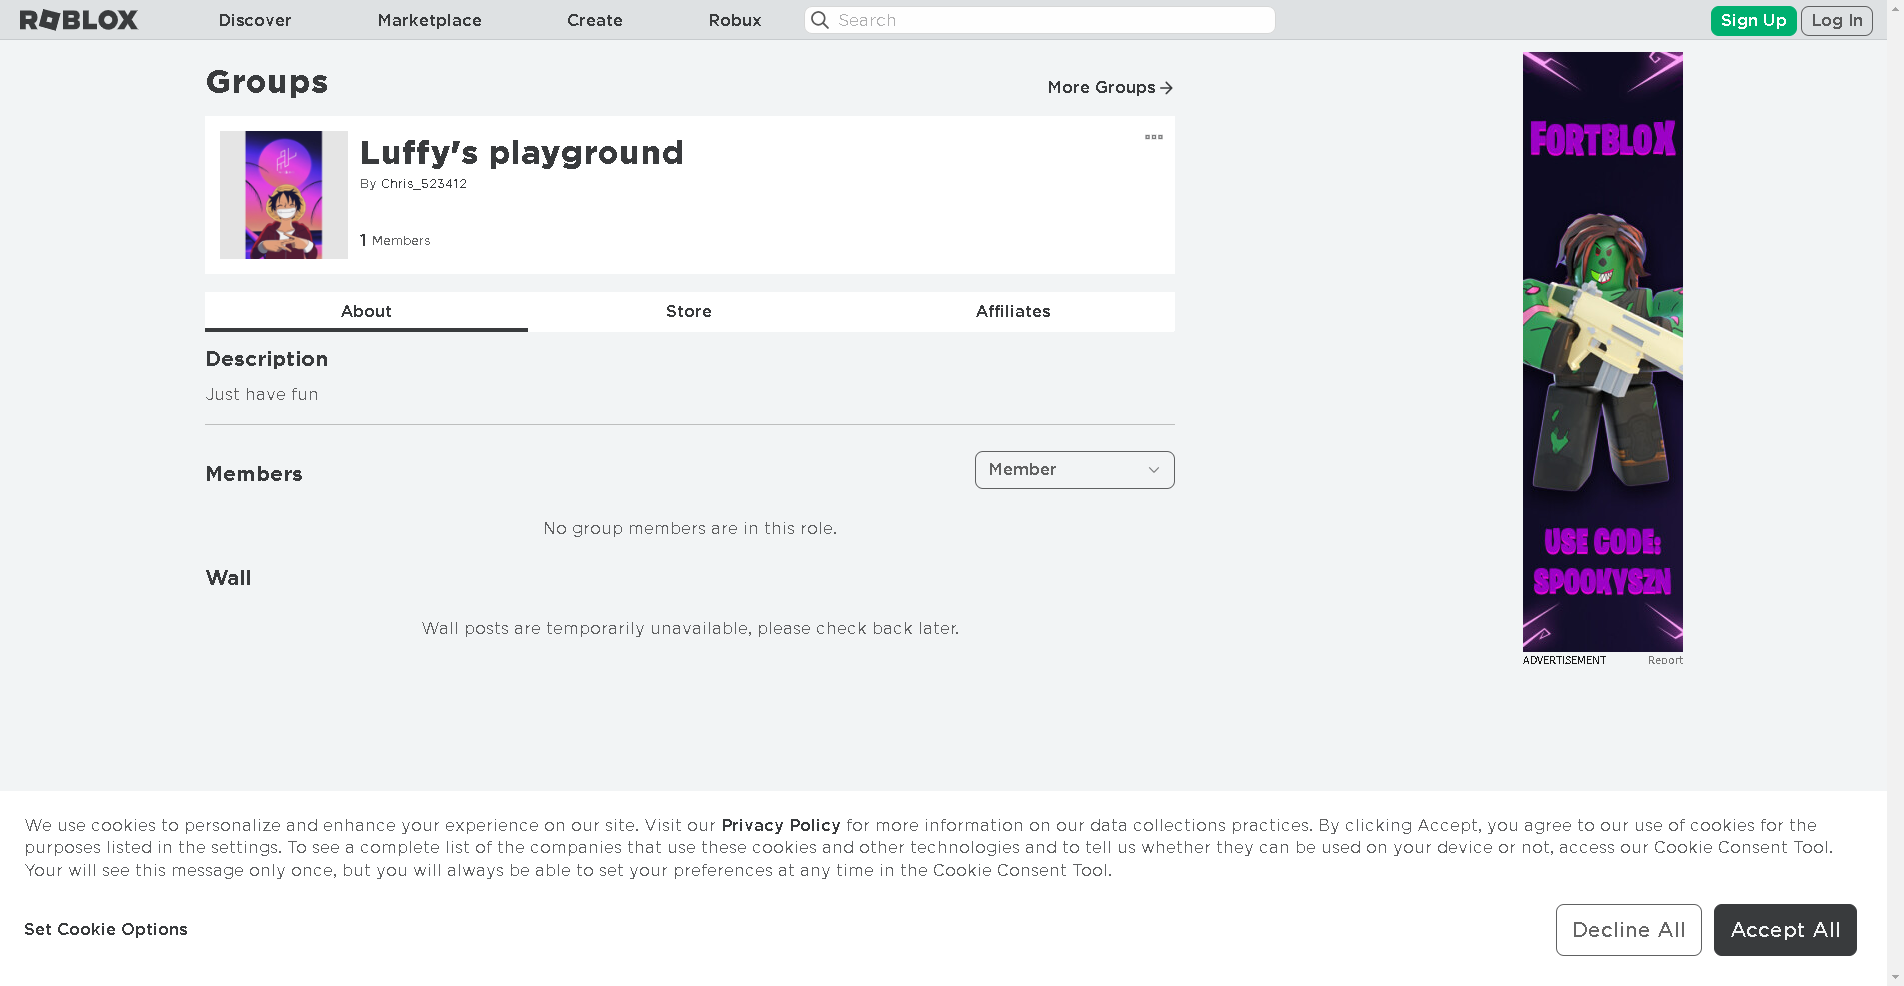 ROBLOX
Discover
Marketplace
Create
Robux
Search
Sign Up
Log In
Groups
More Groups
Luffy's playground
By Chris_523412
1 Members
About
Store
Affiliates
Description
Just have fun
Members
Member
No group members are in this role.
Wall
Wall posts are temporarily unavailable, please check back later.
FORTBLOX
USE CODE:
SPOOKYSZN
ADVERTISEMENT
Report
We use cookies to personalize and enhance your experience on our site. Visit our Privacy Policy for more information on our data collections practices. By clicking Accept, you agree to our use of cookies for the
purposes listed in the settings. To see a complete list of the companies that use these cookies and other technologies and to tell us whether they can be used on your device or not, access our Cookie Consent Tool.
Your will see this message only once, but you will always be able to set your preferences at any time in the Cookie Consent Tool.
Set Cookie Options
Decline All
Accept All